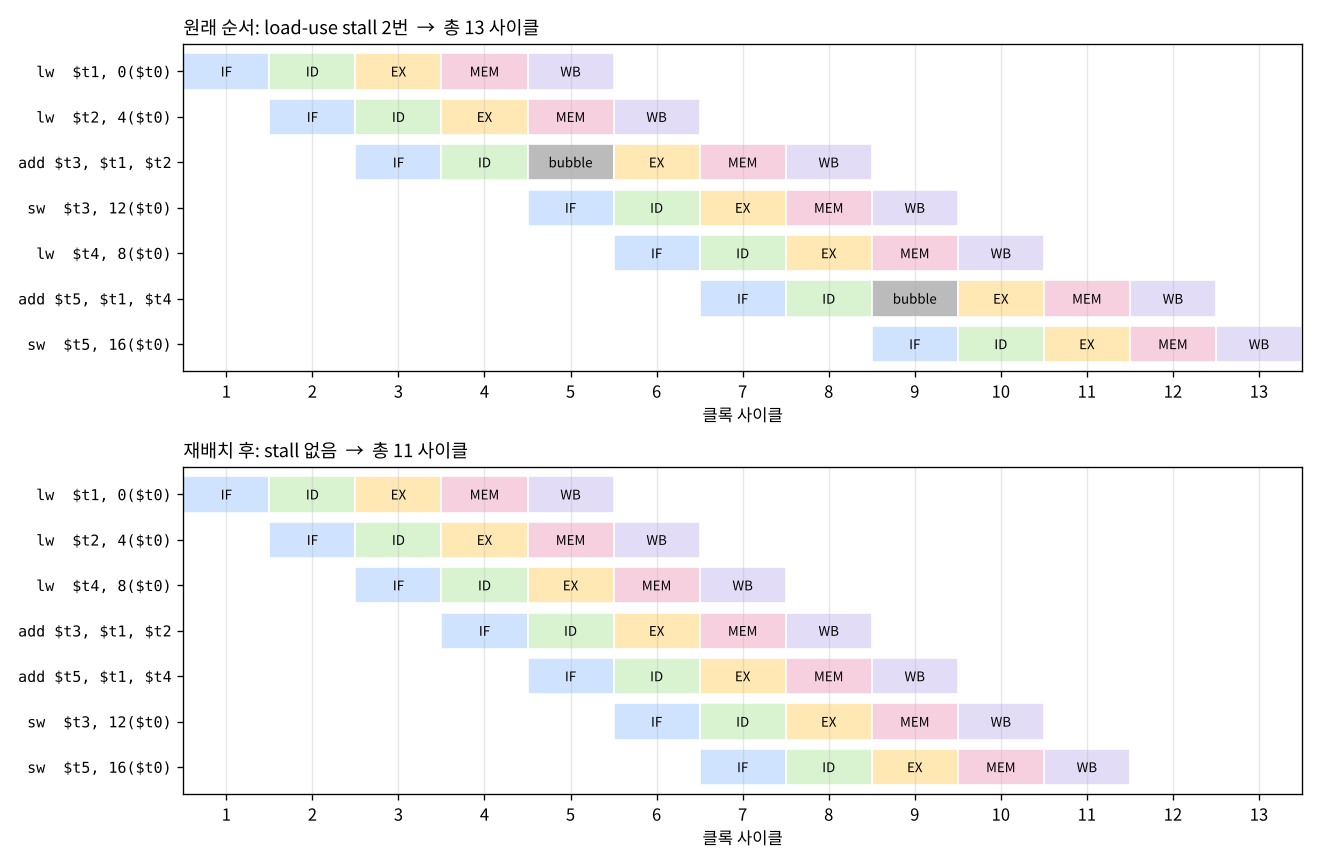 원래 순서: load-use stall 2번 → 총 13 사이클
lw  $t1, 0($t0) IF ID EX MEM WB
lw  $t2, 4($t0) IF ID EX MEM WB
add $t3, $t1, $t2 IF ID bubble EX MEM WB
sw  $t3, 12($t0) IF ID EX MEM WB
lw  $t4, 8($t0) IF ID EX MEM WB
add $t5, $t1, $t4 IF ID bubble EX MEM WB
sw  $t5, 16($t0) IF ID EX MEM WB
1 2 3 4 5 6 7 8 9 10 11 12 13
클록 사이클
재배치 후: stall 없음 → 총 11 사이클
lw  $t1, 0($t0) IF ID EX MEM WB
lw  $t2, 4($t0) IF ID EX MEM WB
lw  $t4, 8($t0) IF ID EX MEM WB
add $t3, $t1, $t2 IF ID EX MEM WB
add $t5, $t1, $t4 IF ID EX MEM WB
sw  $t3, 12($t0) IF ID EX MEM WB
sw  $t5, 16($t0) IF ID EX MEM WB
1 2 3 4 5 6 7 8 9 10 11 12 13
클록 사이클